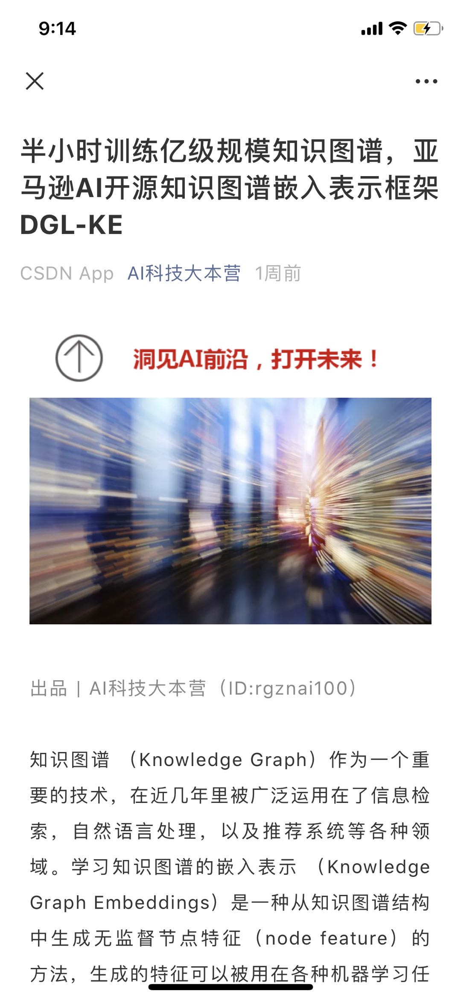 9:14
半小时训练亿级规模知识图谱，亚
马逊AI开源知识图谱嵌入表示框架
DGL-KE
CSDN App AI科技大本营 1周前
洞见AI前沿，打开未来！
出品 | AI科技大本营（ID:rgznai100）
知识图谱 （Knowledge Graph）作为一个重
要的技术，在近几年里被广泛运用在了信息检
索，自然语言处理，以及推荐系统等各种领
域。学习知识图谱的嵌入表示 （Knowledge
Graph Embeddings）是一种从知识图谱结构
中生成无监督节点特征（node feature）的
方法，生成的特征可以被用在各种机器学习任